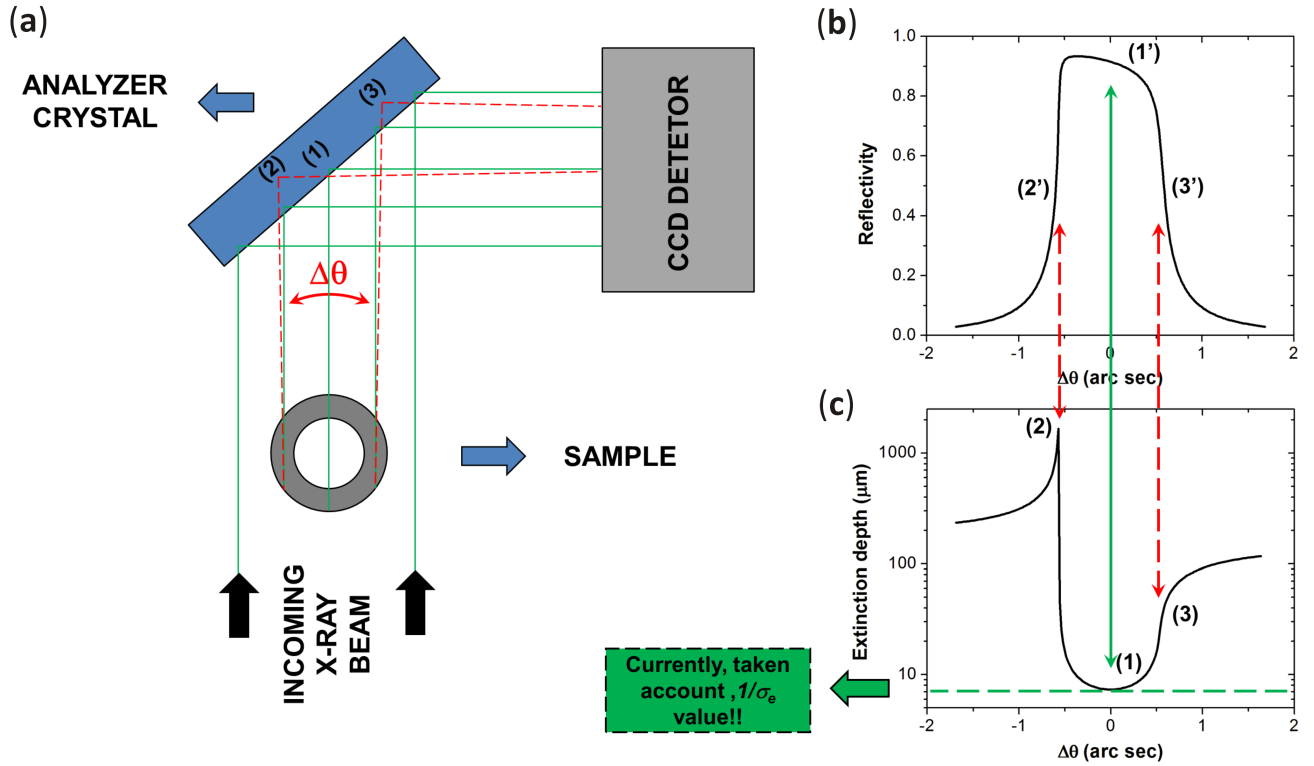 (a)
ANALYZER
CRYSTAL
(3)
(1)
(2)
Δθ
CCD DETETOR
SAMPLE
INCOMING
X-RAY
BEAM
(b)
1.0
0.8
0.6
0.4
0.2
0.0
Reflectivity
(1')
(2')
(3')
-2
-1
0
1
2
Δθ (arc sec)
(c)
1000
100
10
Extinction depth (μm)
(2)
(3)
(1)
-2
-1
0
1
2
Δθ (arc sec)
Currently, taken
account ,1/σe
value!!